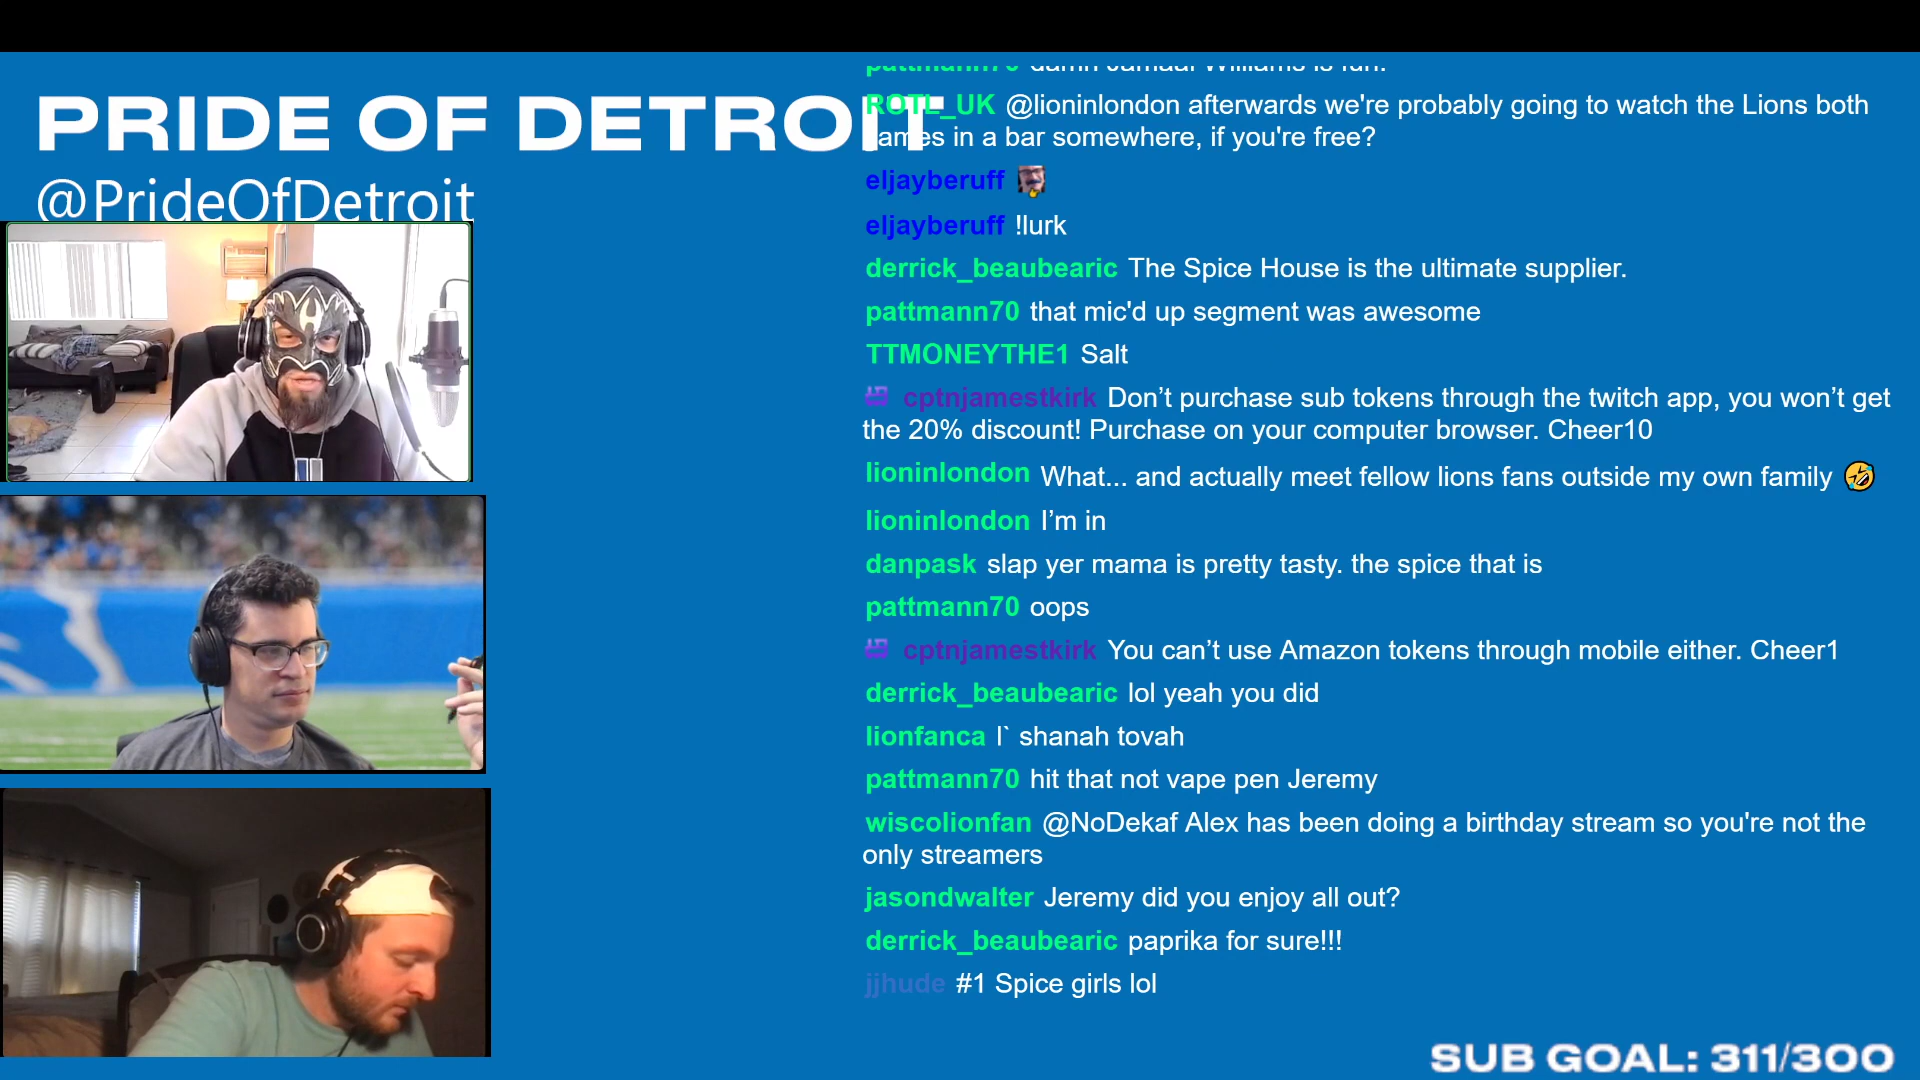 pattmann70 damn Jamaal Williams is fun.
PRIDE OF DETROIT
@PrideOfDetroit
ROTL_UK @lioninlondon afterwards we're probably going to watch the Lions both
games in a bar somewhere, if you're free?
eljayberuff
eljayberuff !lurk
derrick_beaubearic The Spice House is the ultimate supplier.
pattmann70 that mic'd up segment was awesome
TTMONEYTHE1 Salt
cptnjamestkirk Don’t purchase sub tokens through the twitch app, you won’t get
the 20% discount! Purchase on your computer browser. Cheer10
lioninlondon What... and actually meet fellow lions fans outside my own family 🤣
lioninlondon I’m in
danpask slap yer mama is pretty tasty. the spice that is
pattmann70 oops
cptnjamestkirk You can’t use Amazon tokens through mobile either. Cheer1
derrick_beaubearic lol yeah you did
lionfanca l` shanah tovah
pattmann70 hit that not vape pen Jeremy
wiscolionfan @NoDekaf Alex has been doing a birthday stream so you're not the
only streamers
jasondwalter Jeremy did you enjoy all out?
derrick_beaubearic paprika for sure!!!
jjhude #1 Spice girls lol
SUB GOAL: 311/300